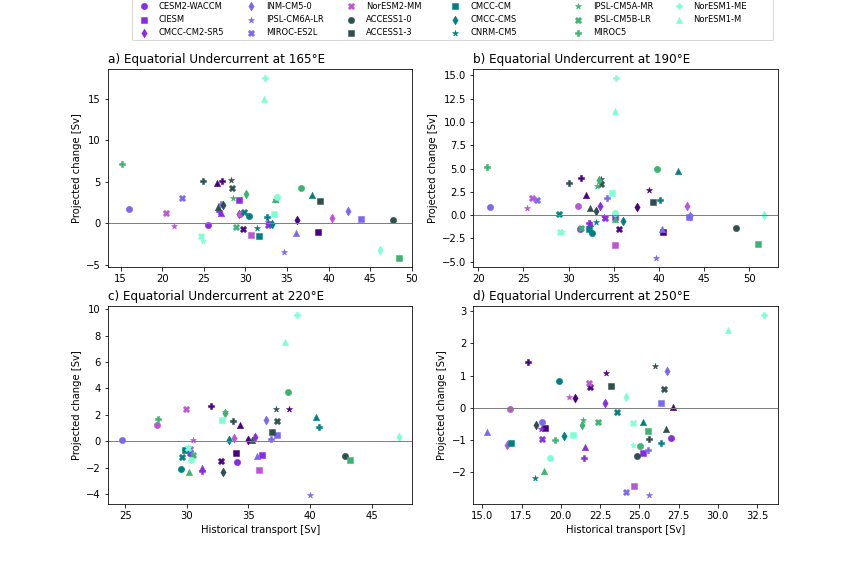 CESM2-WACCM INM-CM5-0 NorESM2-MM CMCC-CM IPSL-CM5A-MR NorESM1-ME
CIESM IPSL-CM6A-LR ACCESS1-0 CMCC-CMS IPSL-CM5B-LR NorESM1-M
CMCC-CM2-SR5 MIROC-ES2L ACCESS1-3 CNRM-CM5 MIROC5
a) Equatorial Undercurrent at 165°E
Projected change [Sv]
15
10
5
0
−5
15 20 25 30 35 40 45 50
b) Equatorial Undercurrent at 190°E
Projected change [Sv]
15.0
12.5
10.0
7.5
5.0
2.5
0.0
−2.5
−5.0
20 25 30 35 40 45 50
c) Equatorial Undercurrent at 220°E
Projected change [Sv]
10
8
6
4
2
0
−2
−4
25 30 35 40 45
Historical transport [Sv]
d) Equatorial Undercurrent at 250°E
Projected change [Sv]
3
2
1
0
−1
−2
15.0 17.5 20.0 22.5 25.0 27.5 30.0 32.5
Historical transport [Sv]